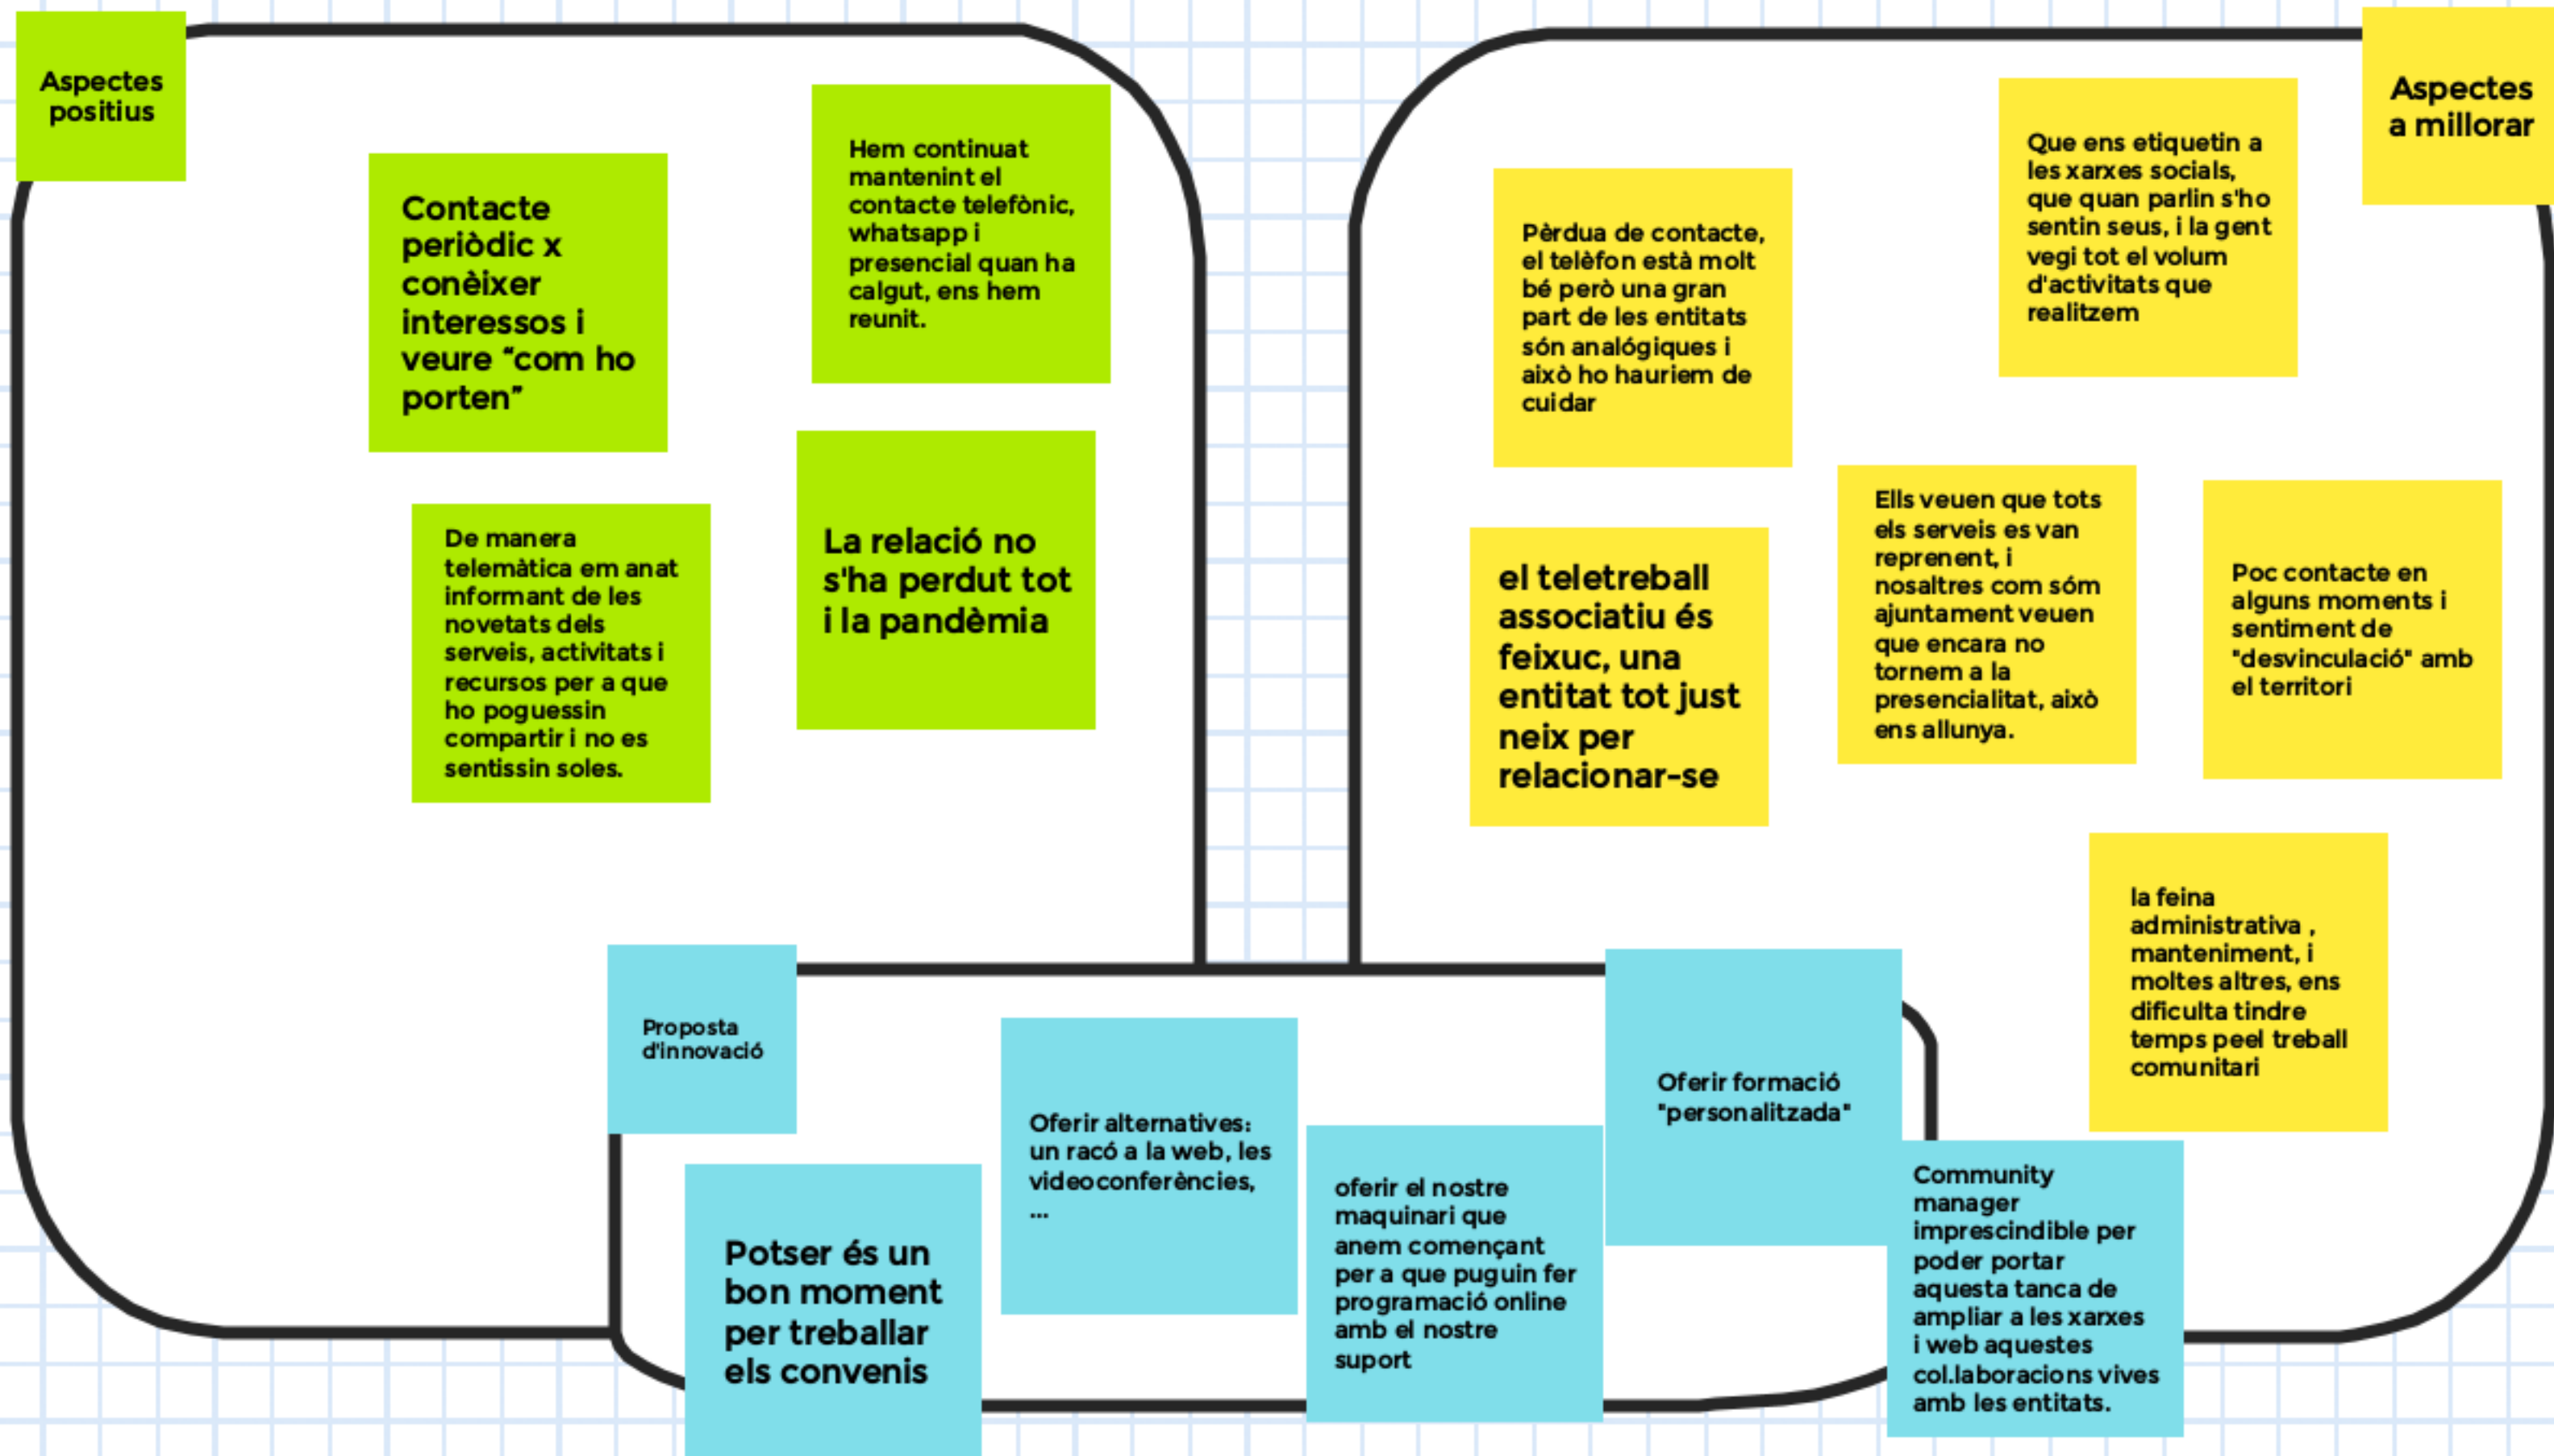 Aspectes
positius
Contacte
periòdic x
conèixer
interessos i
veure “com ho
porten”
Hem continuat
mantenint el
contacte telefònic,
whatsapp i
presencial quan ha
calgut, ens hem
reunit.
De manera
telemàtica em anat
informant de les
novetats dels
serveis, activitats i
recursos per a que
ho poguessin
compartir i no es
sentissin soles.
La relació no
s'ha perdut tot
i la pandèmia
Aspectes
a millorar
Pèrdua de contacte,
el telèfon està molt
bé però una gran
part de les entitats
són analógiques i
això ho hauriem de
cuidar
Que ens etiquetin a
les xarxes socials,
que quan parlin s'ho
sentin seus, i la gent
vegi tot el volum
d'activitats que
realitzem
el teletreball
associatiu és
feixuc, una
entitat tot just
neix per
relacionar-se
Ells veuen que tots
els serveis es van
reprenent, i
nosaltres com sóm
ajuntament veuen
que encara no
tornem a la
presencialitat, això
ens allunya.
Poc contacte en
alguns moments i
sentiment de
"desvinculació" amb
el territori
la feina
administrativa ,
manteniment, i
moltes altres, ens
dificulta tindre
temps peel treball
comunitari
Proposta
d'innovació
Potser és un
bon moment
per treballar
els convenis
Oferir alternatives:
un racó a la web, les
videoconferències,
...
oferir el nostre
maquinari que
anem començant
per a que puguin fer
programació online
amb el nostre
suport
Oferir formació
"personalitzada"
Community
manager
imprescindible per
poder portar
aquesta tanca de
ampliar a les xarxes
i web aquestes
col.laboracions vives
amb les entitats.